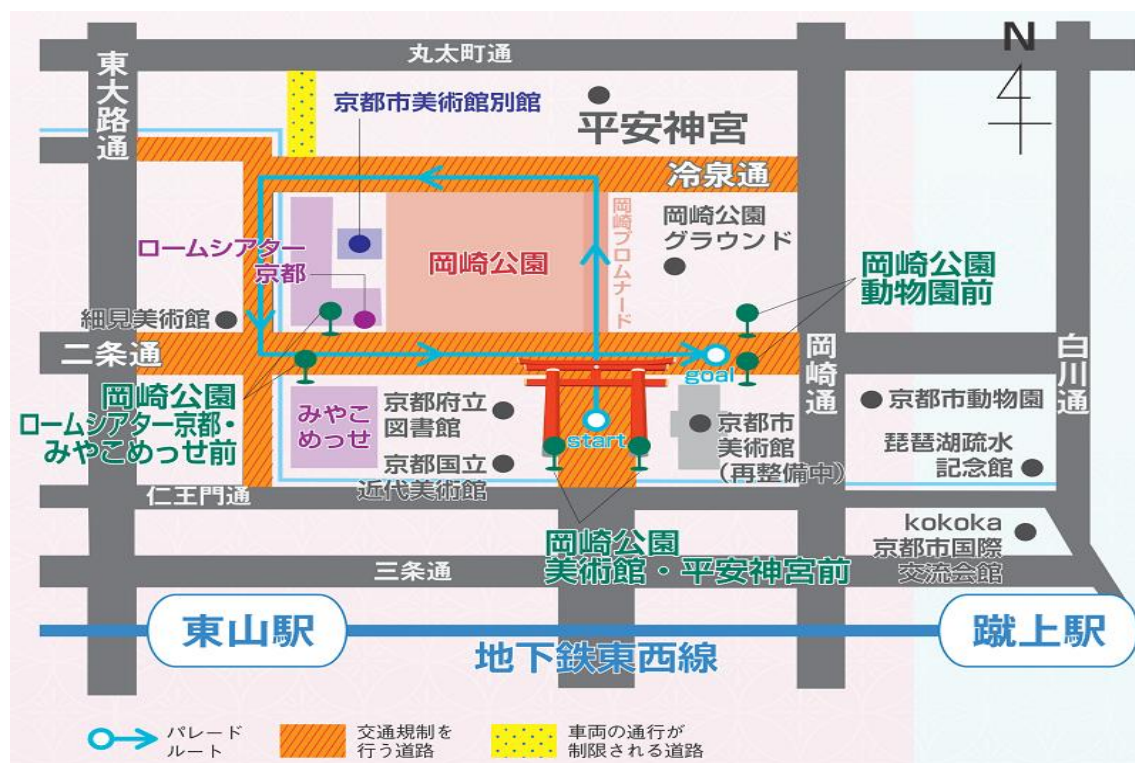 丸太町通
N
東大路通
京都市美術館別館
平安神宮
冷泉通
岡崎公園
グラウンド
岡崎プロムナード
岡崎公園
ロームシアター
京都
岡崎公園
動物園前
細見美術館
二条通
岡崎通
白川通
goal
岡崎公園
ロームシアター京都・
みやこめっせ前
みやこ
めっせ
京都府立
図書館
start
京都市
美術館
(再整備中)
京都市動物園
琵琶湖疏水
記念館
京都国立
近代美術館
仁王門通
kokoka
京都市国際
交流会館
岡崎公園
美術館・平安神宮前
三条通
東山駅
地下鉄東西線
蹴上駅
パレード
ルート
交通規制を
行う道路
車両の通行が
制限される道路